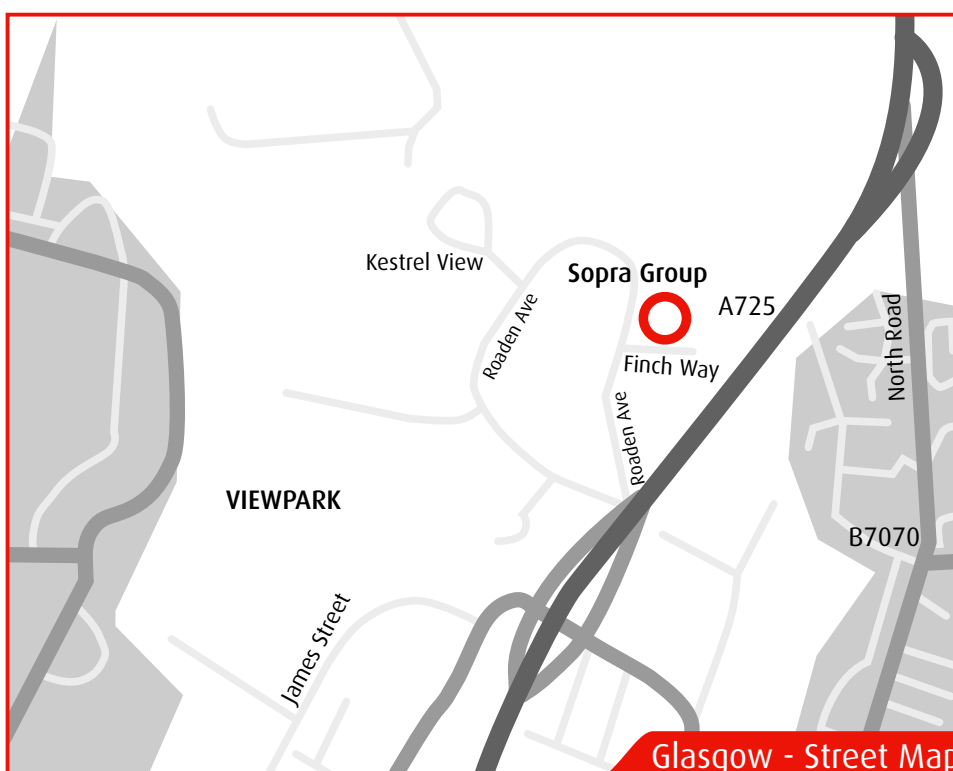 Kestrel View
Sopra Group
A725
Roaden Ave
North Road
Finch Way
Roaden Ave
VIEWPARK
B7070
James Street
Glasgow - Street Map